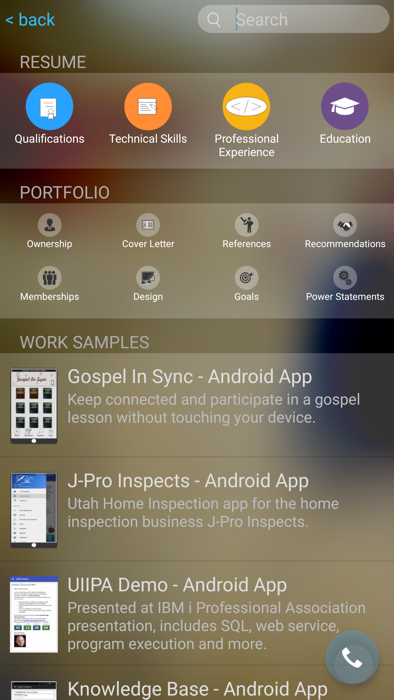 < back
Search
RESUME
Qualifications
Technical Skills
Professional
Experience
Education
PORTFOLIO
Ownership
Cover Letter
References
Recommendations
Memberships
Design
Goals
Power Statements
WORK SAMPLES
Gospel In Sync - Android App
Keep connected and participate in a gospel
lesson without touching your device.
J-Pro Inspects - Android App
Utah Home Inspection app for the home
inspection business J-Pro Inspects.
UIIPA Demo - Android App
Presented at IBM i Professional Association
presentation, includes SQL, web service,
program execution and more.
Knowledge Base - Android App